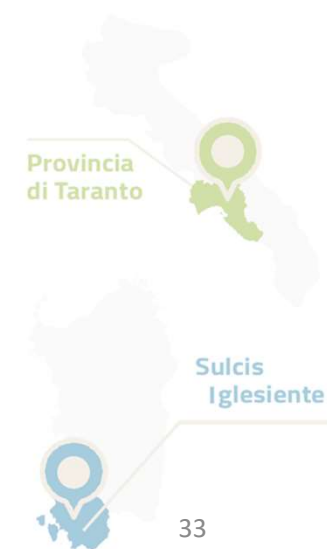 Provincia
di Taranto
Sulcis
Iglesiente
33